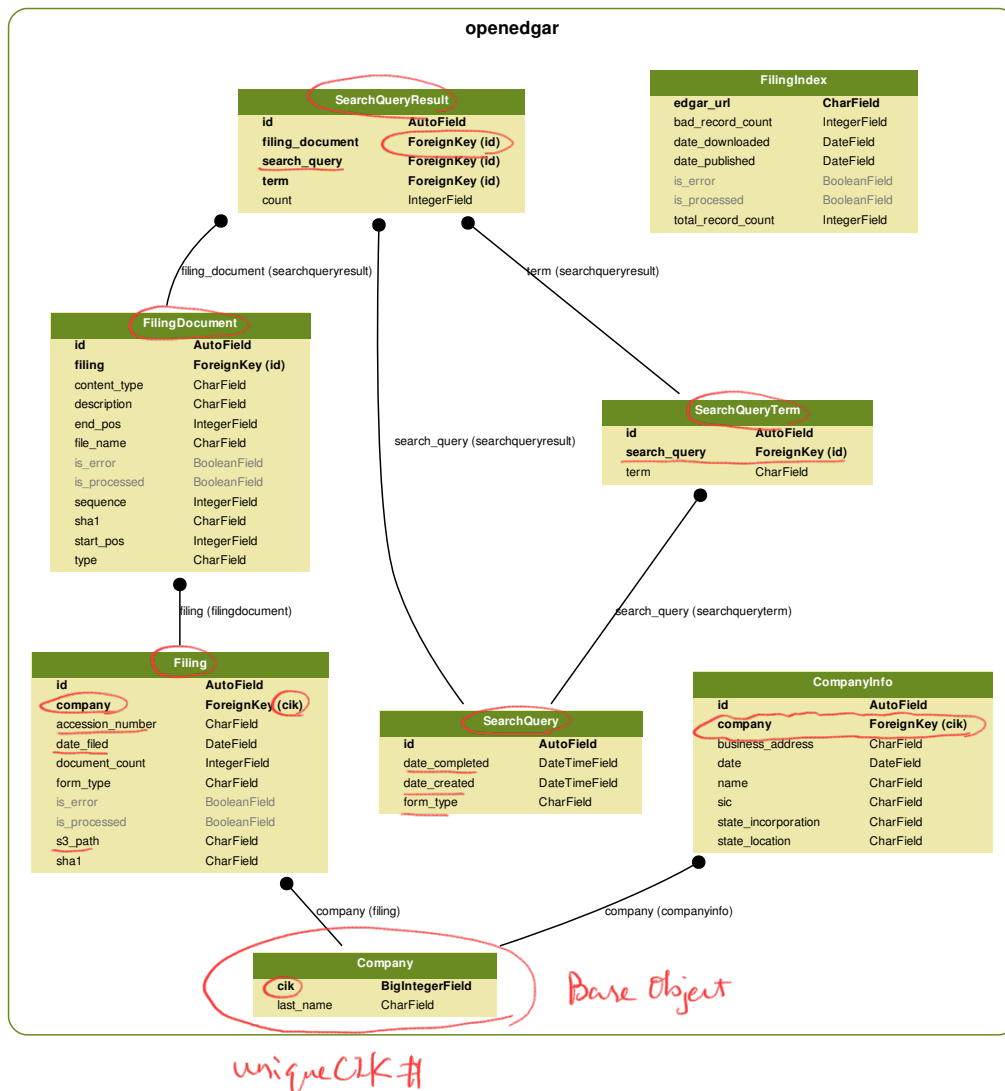 openedgar
SearchQueryResult
id AutoField
filing_document ForeignKey (id)
search_query ForeignKey (id)
term ForeignKey (id)
count IntegerField
FilingIndex
edgar_url CharField
bad_record_count IntegerField
date_downloaded DateField
date_published DateField
is_error BooleanField
is_processed BooleanField
total_record_count IntegerField
filing_document (searchqueryresult)
term (searchqueryresult)
FilingDocument
id AutoField
filing ForeignKey (id)
content_type CharField
description CharField
end_pos IntegerField
file_name CharField
is_error BooleanField
is_processed BooleanField
sequence IntegerField
sha1 CharField
start_pos IntegerField
type CharField
search_query (searchqueryresult)
SearchQueryTerm
id AutoField
search_query ForeignKey (id)
term CharField
filing (filingdocument)
search_query (searchqueryterm)
Filing
id AutoField
company ForeignKey (cik)
accession_number CharField
date_filed DateField
document_count IntegerField
form_type CharField
is_error BooleanField
is_processed BooleanField
s3_path CharField
sha1 CharField
SearchQuery
id AutoField
date_completed DateTimeField
date_created DateTimeField
form_type CharField
CompanyInfo
id AutoField
company ForeignKey (cik)
business_address CharField
date DateField
name CharField
sic CharField
state_incorporation CharField
state_location CharField
company (filing)
company (companyinfo)
Company
cik BigIntegerField
last_name CharField
Base Object
unique CIK #